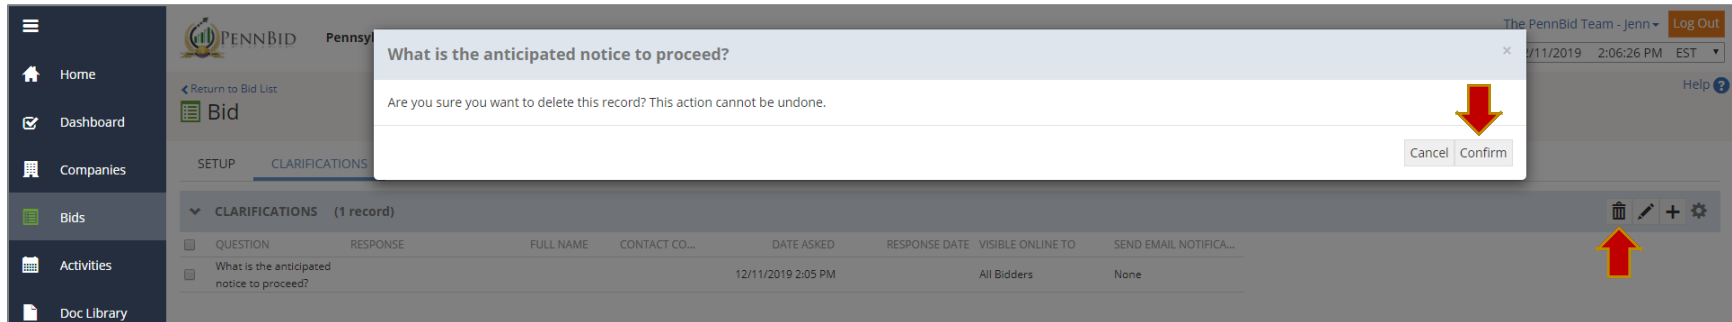 The PennBid Team - Jenn
Log Out
PENNBID
Pennsyl
/11/2019 2:06:26 PM EST
What is the anticipated notice to proceed?
×
Home
Return to Bid List
Help ?
Are you sure you want to delete this record? This action cannot be undone.
Bid
Dashboard
Cancel Confirm
SETUP CLARIFICATIONS
Companies
Bids
CLARIFICATIONS (1 record)
QUESTION RESPONSE FULL NAME CONTACT CO... DATE ASKED RESPONSE DATE VISIBLE ONLINE TO SEND EMAIL NOTIFICA...
Activities
What is the anticipated
notice to proceed?
12/11/2019 2:05 PM All Bidders None
Doc Library